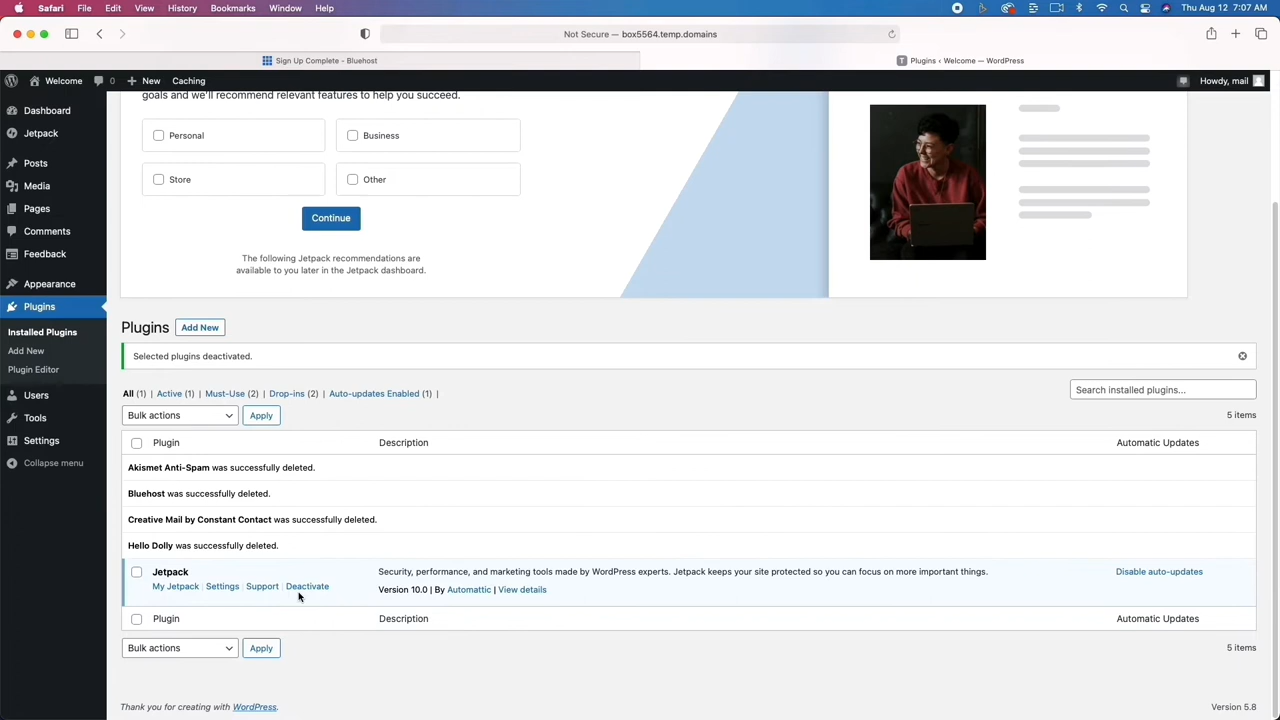 Safari File Edit View History Bookmarks Window Help Thu Aug 12 7:07 AM
Not Secure — box5564.temp.domains
Sign Up Complete – Bluehost
T Plugins ‹ Welcome — WordPress
Welcome 0 New Caching Howdy, mail
Dashboard
Jetpack
Posts
Media
Pages
Comments
Feedback
Appearance
Plugins
Installed Plugins
Add New
Plugin Editor
Users
Tools
Settings
Collapse menu
goals and we'll recommend relevant features to help you succeed.
Personal
Business
Store
Other
Continue
The following Jetpack recommendations are
available to you later in the Jetpack dashboard.
Plugins Add New
Selected plugins deactivated.
All (1) | Active (1) | Must-Use (2) | Drop-ins (2) | Auto-updates Enabled (1) |
Search installed plugins...
Bulk actions Apply
5 items
Plugin Description Automatic Updates
Akismet Anti-Spam was successfully deleted.
Bluehost was successfully deleted.
Creative Mail by Constant Contact was successfully deleted.
Hello Dolly was successfully deleted.
Jetpack
My Jetpack | Settings | Support | Deactivate
Security, performance, and marketing tools made by WordPress experts. Jetpack keeps your site protected so you can focus on more important things.
Version 10.0 | By Automattic | View details
Disable auto-updates
Plugin Description Automatic Updates
Bulk actions Apply
5 items
Thank you for creating with WordPress.
Version 5.8